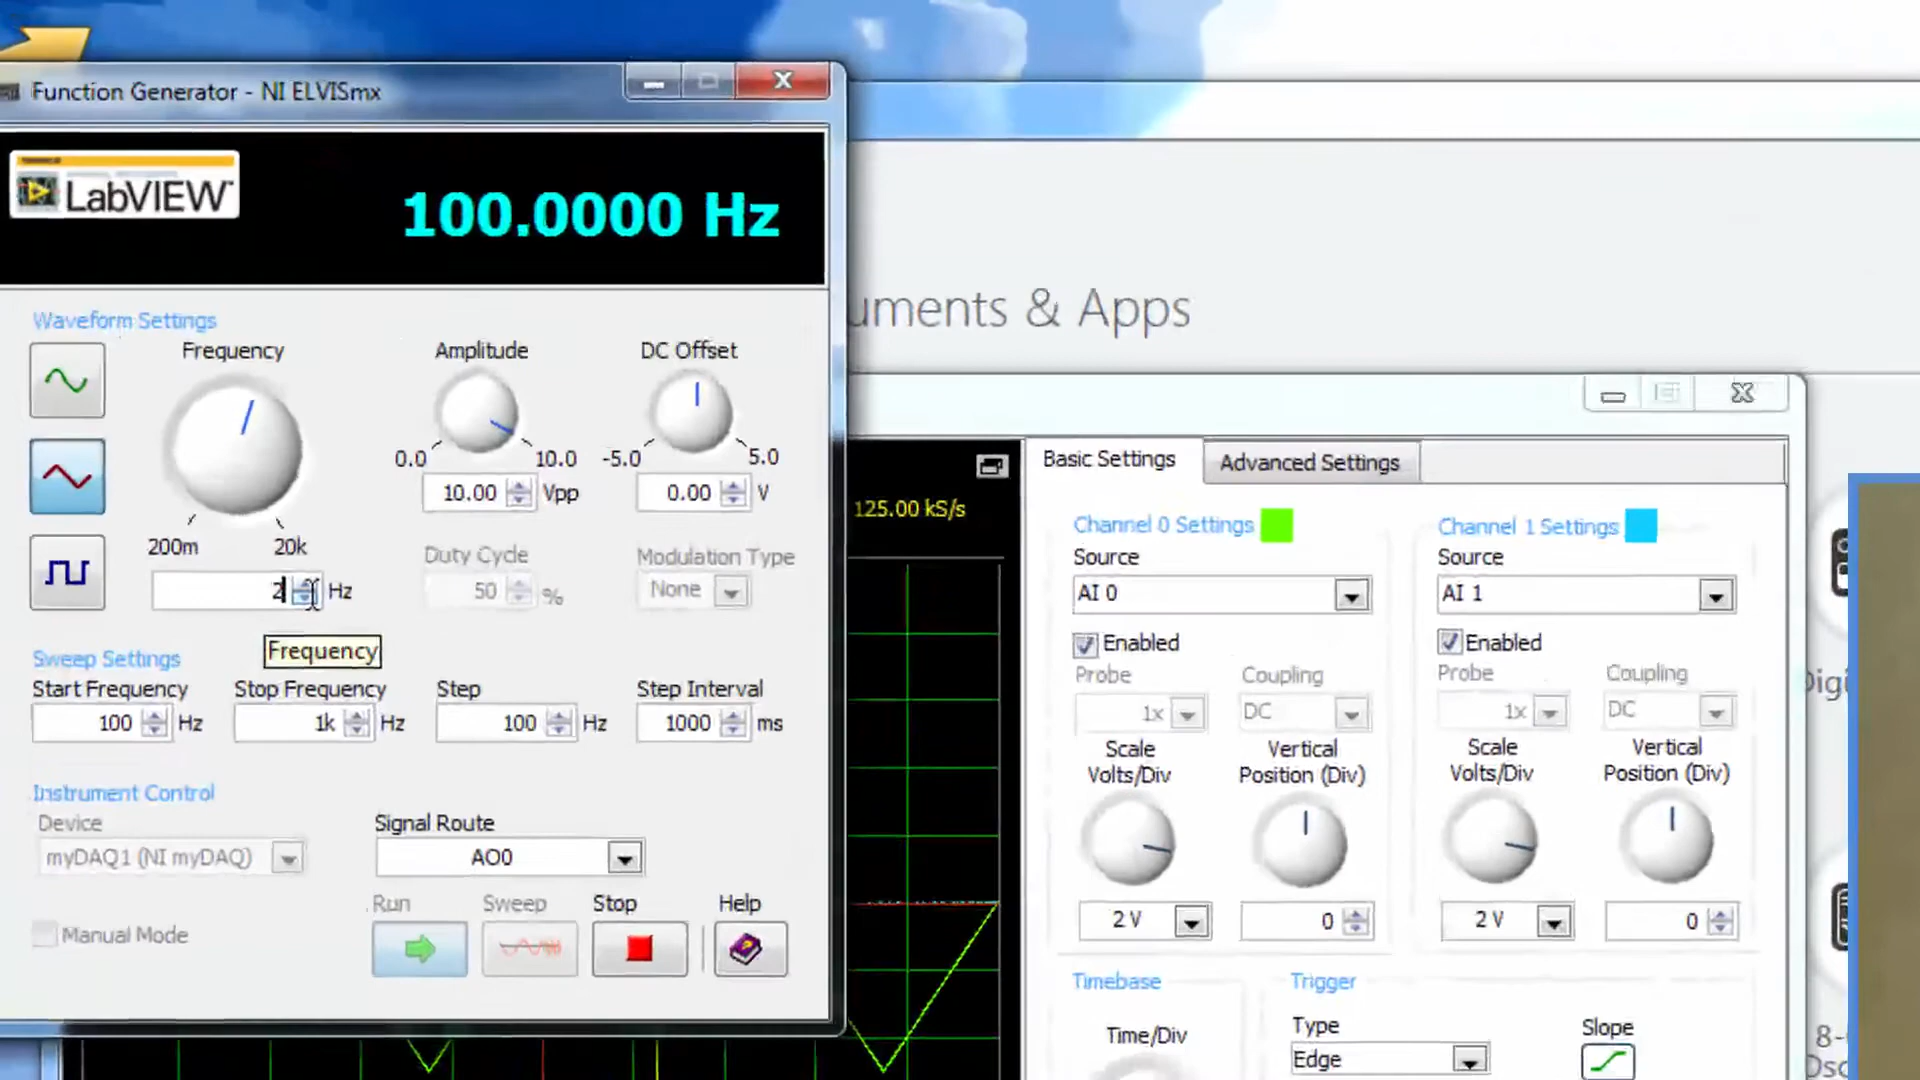 Function Generator - NI ELVISmx
LabVIEW™
100.0000 Hz
uments & Apps
Waveform Settings
Frequency
Amplitude
DC Offset
0.0
10.0
-5.0
5.0
10.00
Vpp
0.00
V
200m
20k
Duty Cycle
Modulation Type
2
Hz
50
%
None
Frequency
Sweep Settings
Start Frequency
Stop Frequency
Step
Step Interval
100
Hz
1k
Hz
100
Hz
1000
ms
Instrument Control
Device
Signal Route
myDAQ1 (NI myDAQ)
AO0
Run
Sweep
Stop
Help
Manual Mode
125.00 kS/s
Basic Settings
Advanced Settings
Channel 0 Settings
Channel 1 Settings
Source
Source
AI 0
AI 1
Enabled
Enabled
Probe
Coupling
Probe
Coupling
1x
DC
1x
DC
Scale
Volts/Div
Vertical
Position (Div)
Scale
Volts/Div
Vertical
Position (Div)
2 V
0
2 V
0
Timebase
Trigger
Time/Div
Type
Slope
Edge
Digi
8-
Osc